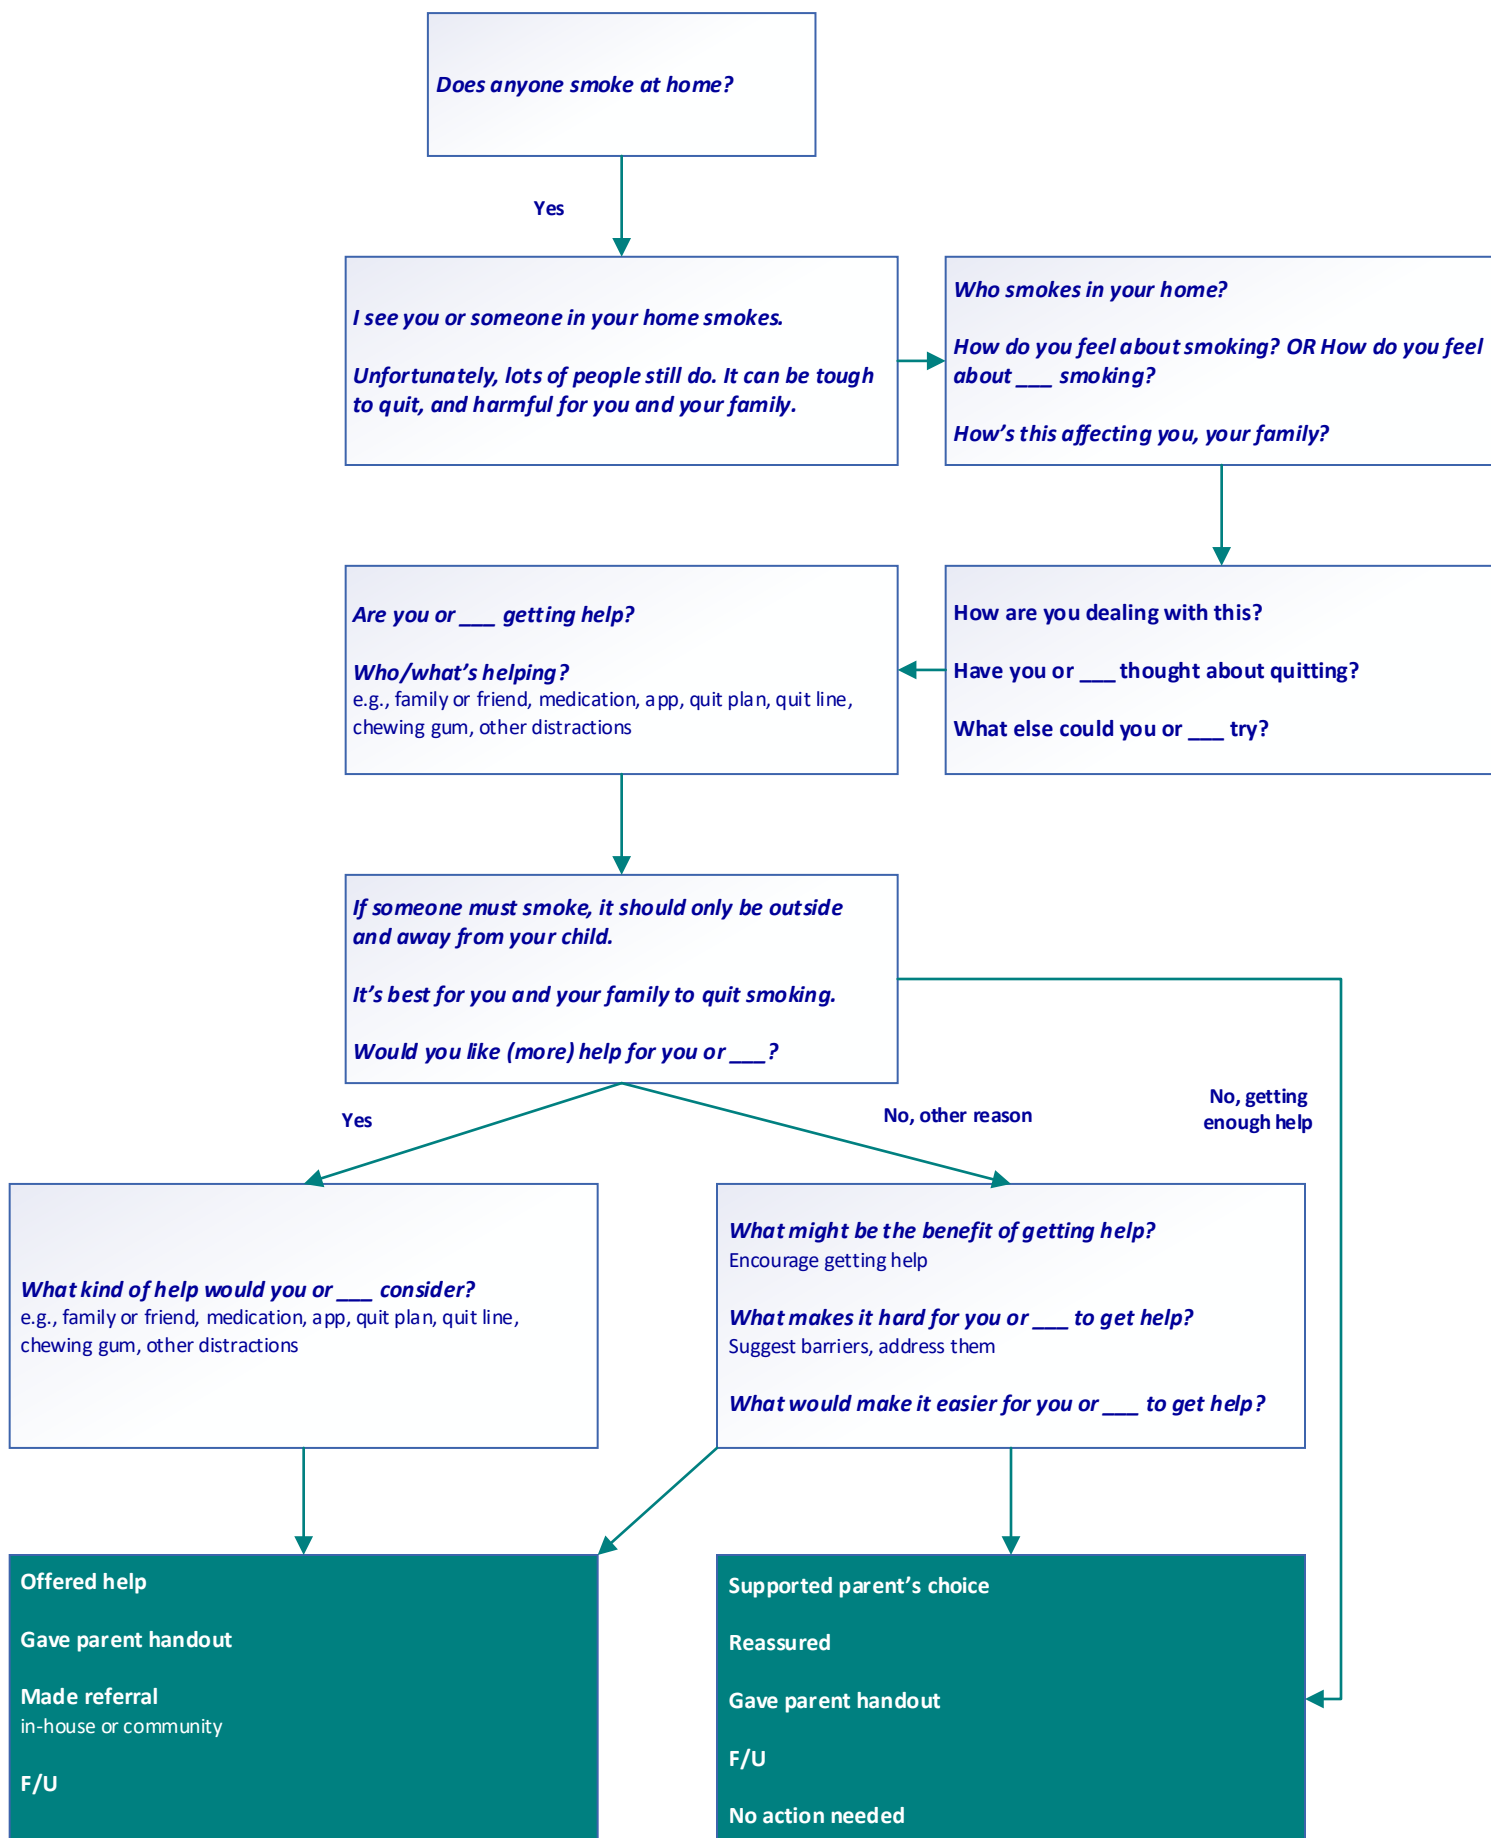 Does anyone smoke at home?
Yes
I see you or someone in your home smokes.
Unfortunately, lots of people still do. It can be tough
to quit, and harmful for you and your family.
Who smokes in your home?
How do you feel about smoking? OR How do you feel
about ___ smoking?
How's this affecting you, your family?
How are you dealing with this?
Have you or ___ thought about quitting?
What else could you or ___ try?
Are you or ___ getting help?
Who/what's helping?
e.g., family or friend, medication, app, quit plan, quit line,
chewing gum, other distractions
If someone must smoke, it should only be outside
and away from your child.
It's best for you and your family to quit smoking.
Would you like (more) help for you or ___?
Yes
No, other reason
No, getting
enough help
What kind of help would you or ___ consider?
e.g., family or friend, medication, app, quit plan, quit line,
chewing gum, other distractions
What might be the benefit of getting help?
Encourage getting help
What makes it hard for you or ___ to get help?
Suggest barriers, address them
What would make it easier for you or ___ to get help?
Offered help
Gave parent handout
Made referral
in-house or community
F/U
Supported parent's choice
Reassured
Gave parent handout
F/U
No action needed